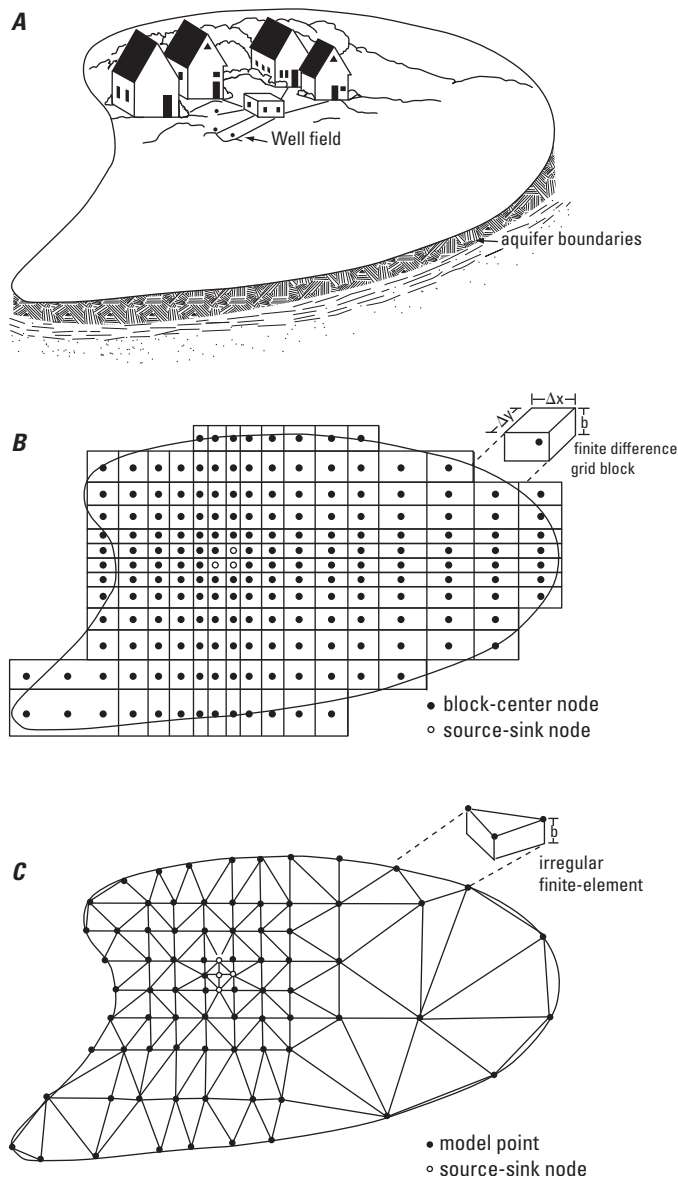 A
Well field
aquifer boundaries
B
Δx
Δy
b
finite difference
grid block
block-center node
source-sink node
C
b
irregular
finite-element
model point
source-sink node